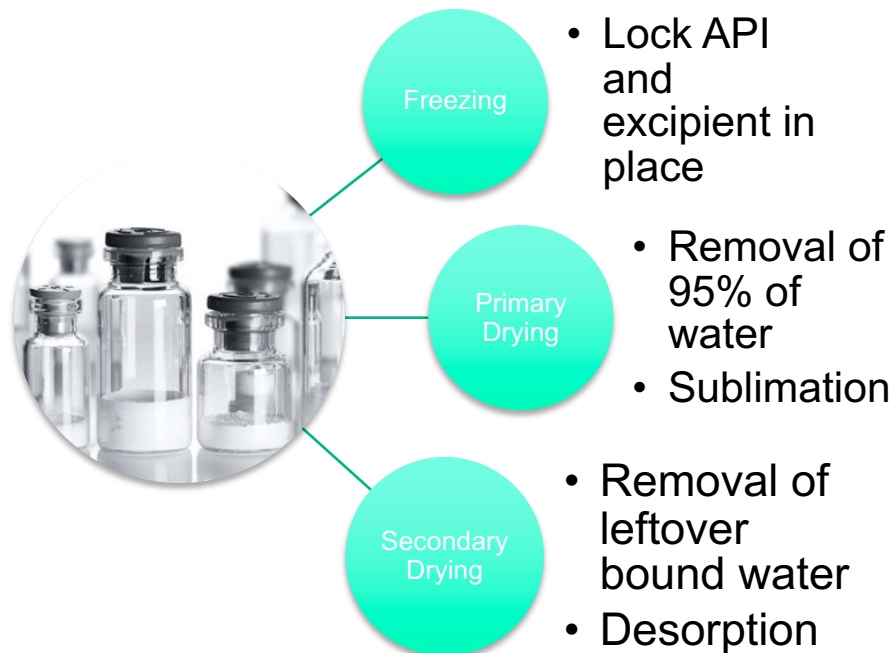 Freezing
• Lock API
and
excipient in
place
Primary
Drying
• Removal of
95% of
water
• Sublimation
Secondary
Drying
• Removal of
leftover
bound water
• Desorption